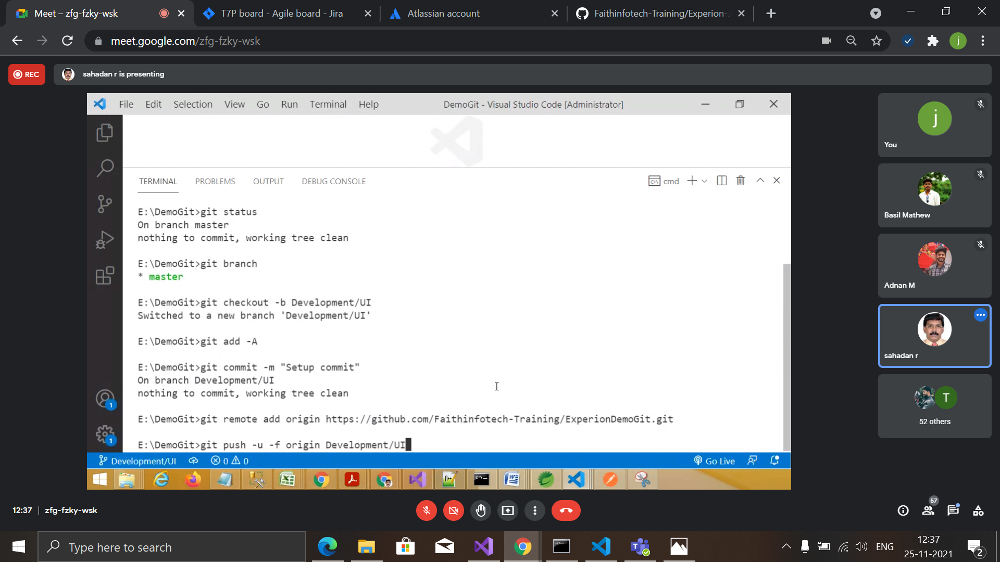 Meet – zfg-fzky-wsk
T7P board - Agile board - Jira
Atlassian account
Faithinfotech-Training/Experion-
meet.google.com/zfg-fzky-wsk
j
REC
sahadan r is presenting
File Edit Selection View Go Run Terminal Help
DemoGit - Visual Studio Code [Administrator]
TERMINAL PROBLEMS OUTPUT DEBUG CONSOLE
cmd
E:\DemoGit>git status
On branch master
nothing to commit, working tree clean
E:\DemoGit>git branch
* master
E:\DemoGit>git checkout -b Development/UI
Switched to a new branch 'Development/UI'
E:\DemoGit>git add -A
E:\DemoGit>git commit -m "Setup commit"
On branch Development/UI
nothing to commit, working tree clean
E:\DemoGit>git remote add origin https://github.com/Faithinfotech-Training/ExperionDemoGit.git
E:\DemoGit>git push -u -f origin Development/UI
1
1
Development/UI 0 0
Go Live
j
You
Basil Mathew
Adnan M
sahadan r
T
52 others
12:37 | zfg-fzky-wsk
57
Type here to search
ENG
12:37
25-11-2021
2